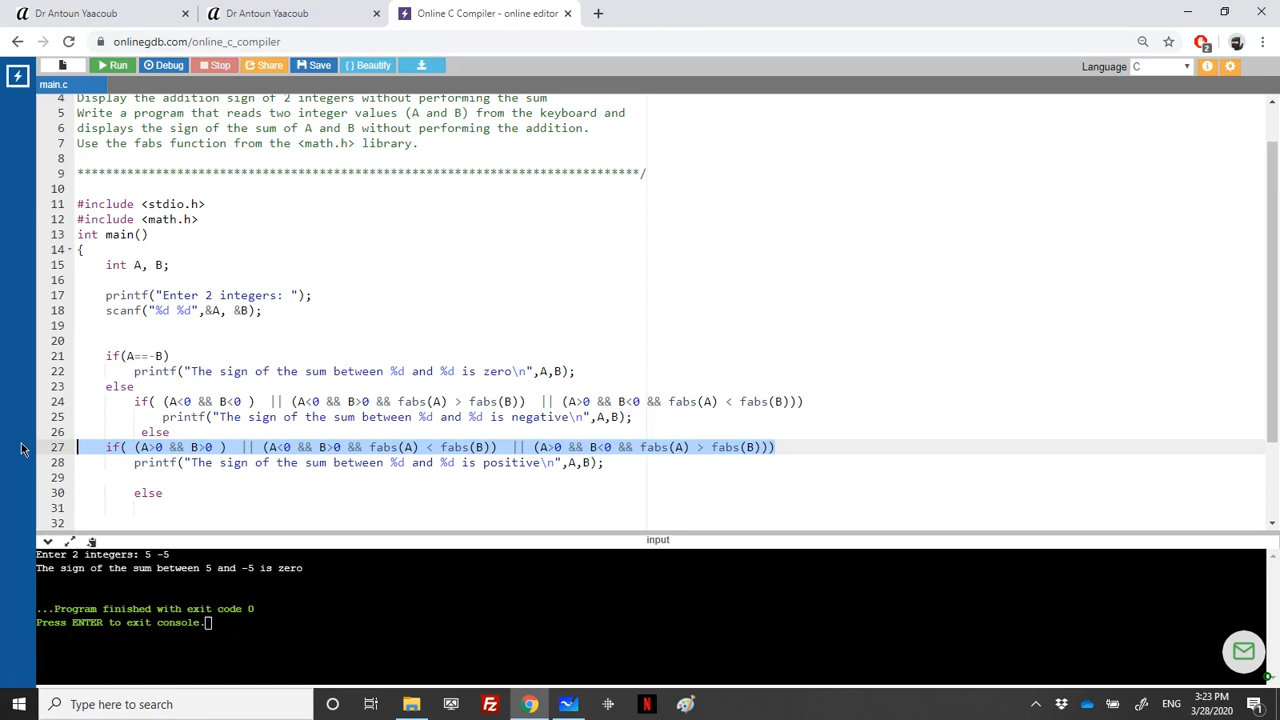 Dr Antoun Yaacoub
Dr Antoun Yaacoub
Online C Compiler - online editor
onlinegdb.com/online_c_compiler
2
Run
Debug
Stop
Share
Save
{ } Beautify
Language C
main.c
4 Display the addition sign of 2 integers without performing the sum
5 Write a program that reads two integer values (A and B) from the keyboard and
6 displays the sign of the sum of A and B without performing the addition.
7 Use the fabs function from the <math.h> library.
8
9 *******************************************************************************/
10
11 #include <stdio.h>
12 #include <math.h>
13 int main()
14 {
15 int A, B;
16
17 printf("Enter 2 integers: ");
18 scanf("%d %d",&A, &B);
19
20
21 if(A==-B)
22 printf("The sign of the sum between %d and %d is zero\n",A,B);
23 else
24 if( (A<0 && B<0 ) || (A<0 && B>0 && fabs(A) > fabs(B)) || (A>0 && B<0 && fabs(A) < fabs(B)))
25 printf("The sign of the sum between %d and %d is negative\n",A,B);
26 else
27 if( (A>0 && B>0 ) || (A<0 && B>0 && fabs(A) < fabs(B)) || (A>0 && B<0 && fabs(A) > fabs(B)))
28 printf("The sign of the sum between %d and %d is positive\n",A,B);
29
30 else
31
32
input
Enter 2 integers: 5 -5
The sign of the sum between 5 and -5 is zero
...Program finished with exit code 0
Press ENTER to exit console.
Type here to search
ENG
3:23 PM
3/28/2020
1